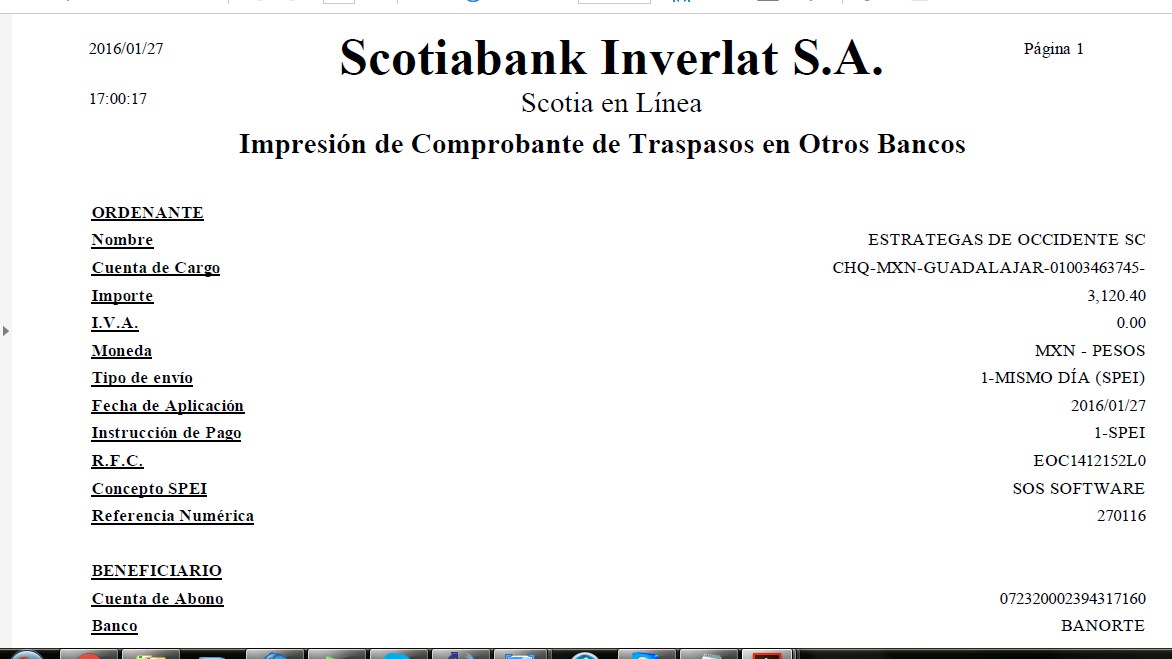 2016/01/27 Scotiabank Inverlat S.A. Página 1
17:00:17 Scotia en Línea
Impresión de Comprobante de Traspasos en Otros Bancos
ORDENANTE
Nombre ESTRATEGAS DE OCCIDENTE SC
Cuenta de Cargo CHQ-MXN-GUADALAJAR-01003463745-
Importe 3,120.40
I.V.A. 0.00
Moneda MXN - PESOS
Tipo de envío 1-MISMO DÍA (SPEI)
Fecha de Aplicación 2016/01/27
Instrucción de Pago 1-SPEI
R.F.C. EOC1412152L0
Concepto SPEI SOS SOFTWARE
Referencia Numérica 270116
BENEFICIARIO
Cuenta de Abono 072320002394317160
Banco BANORTE